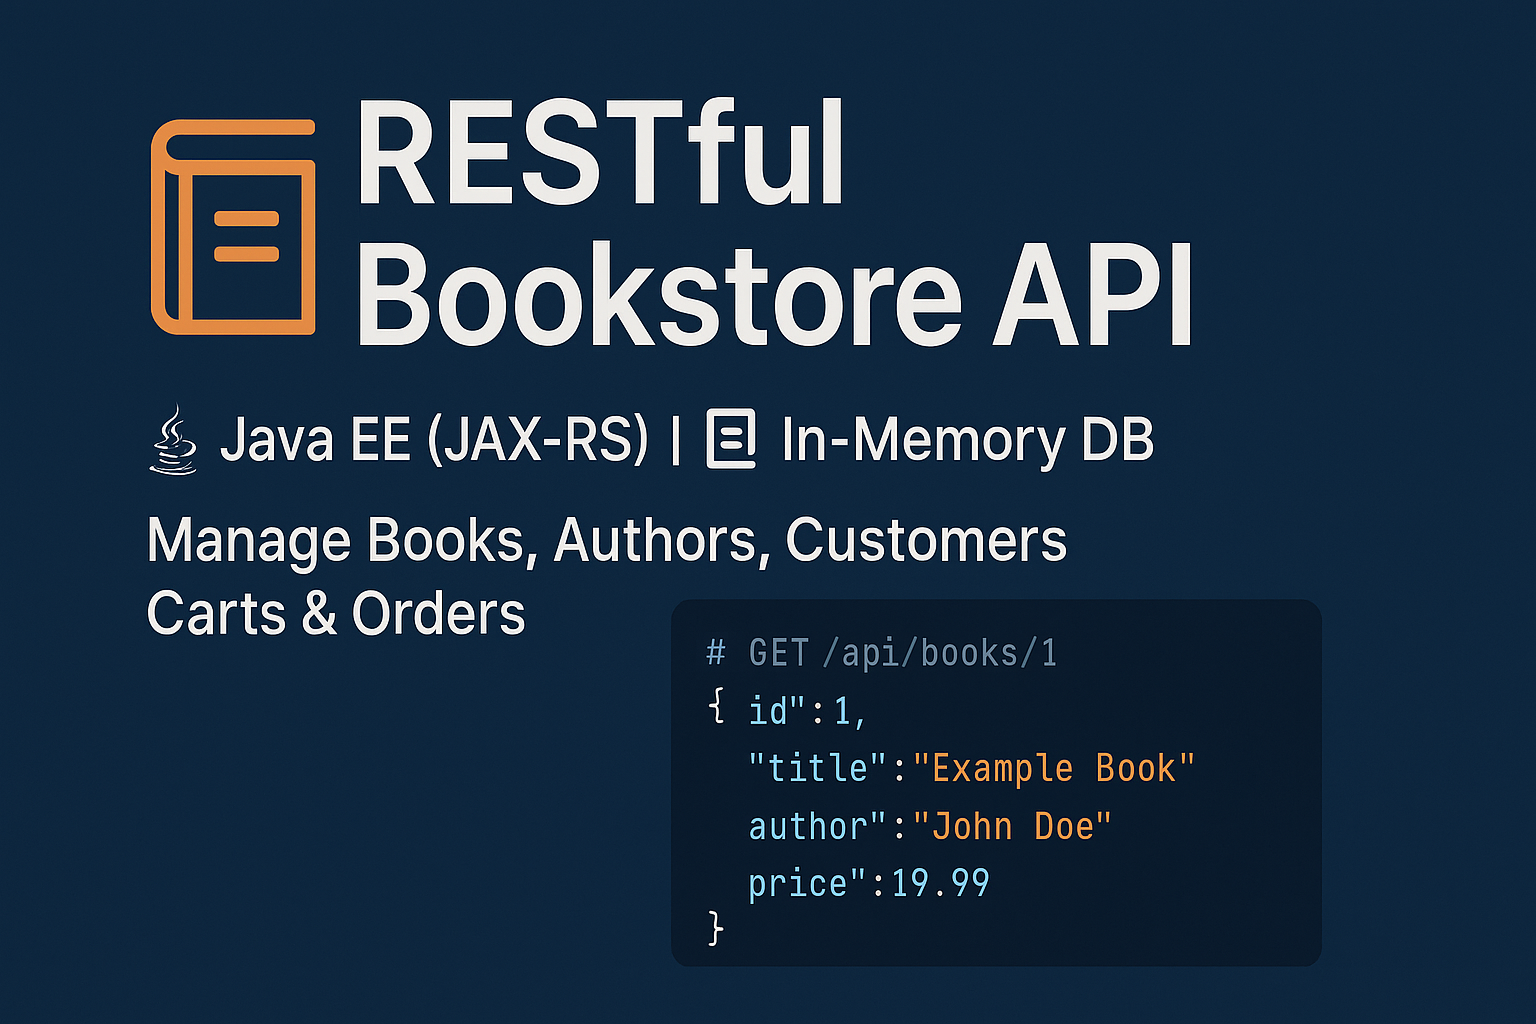 RESTful
Bookstore API
Java EE (JAX-RS) | In-Memory DB
Manage Books, Authors, Customers
Carts & Orders
# GET /api/books/1
{ id":1,
"title":"Example Book"
author":"John Doe"
price":19.99
}